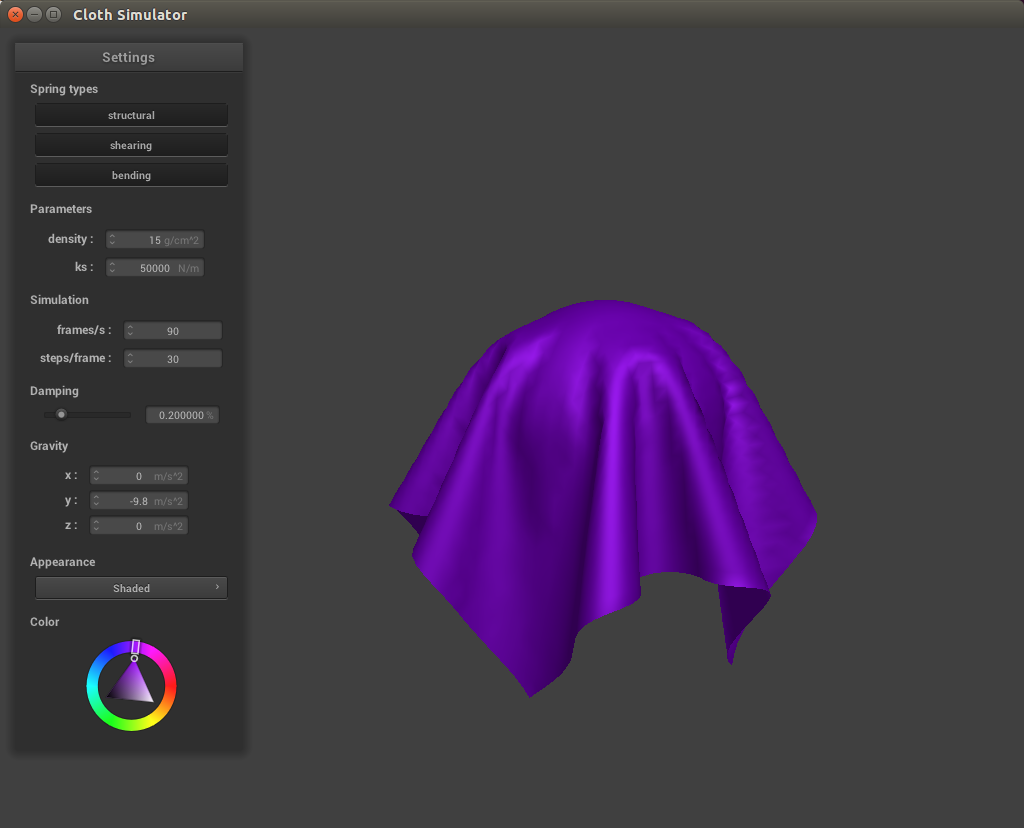 Cloth Simulator
Settings
Spring types
structural
shearing
bending
Parameters
density : 15 g/cm^2
ks : 50000 N/m
Simulation
frames/s : 90
steps/frame : 30
Damping
0.200000 %
Gravity
x : 0 m/s^2
y : -9.8 m/s^2
z : 0 m/s^2
Appearance
Shaded
Color